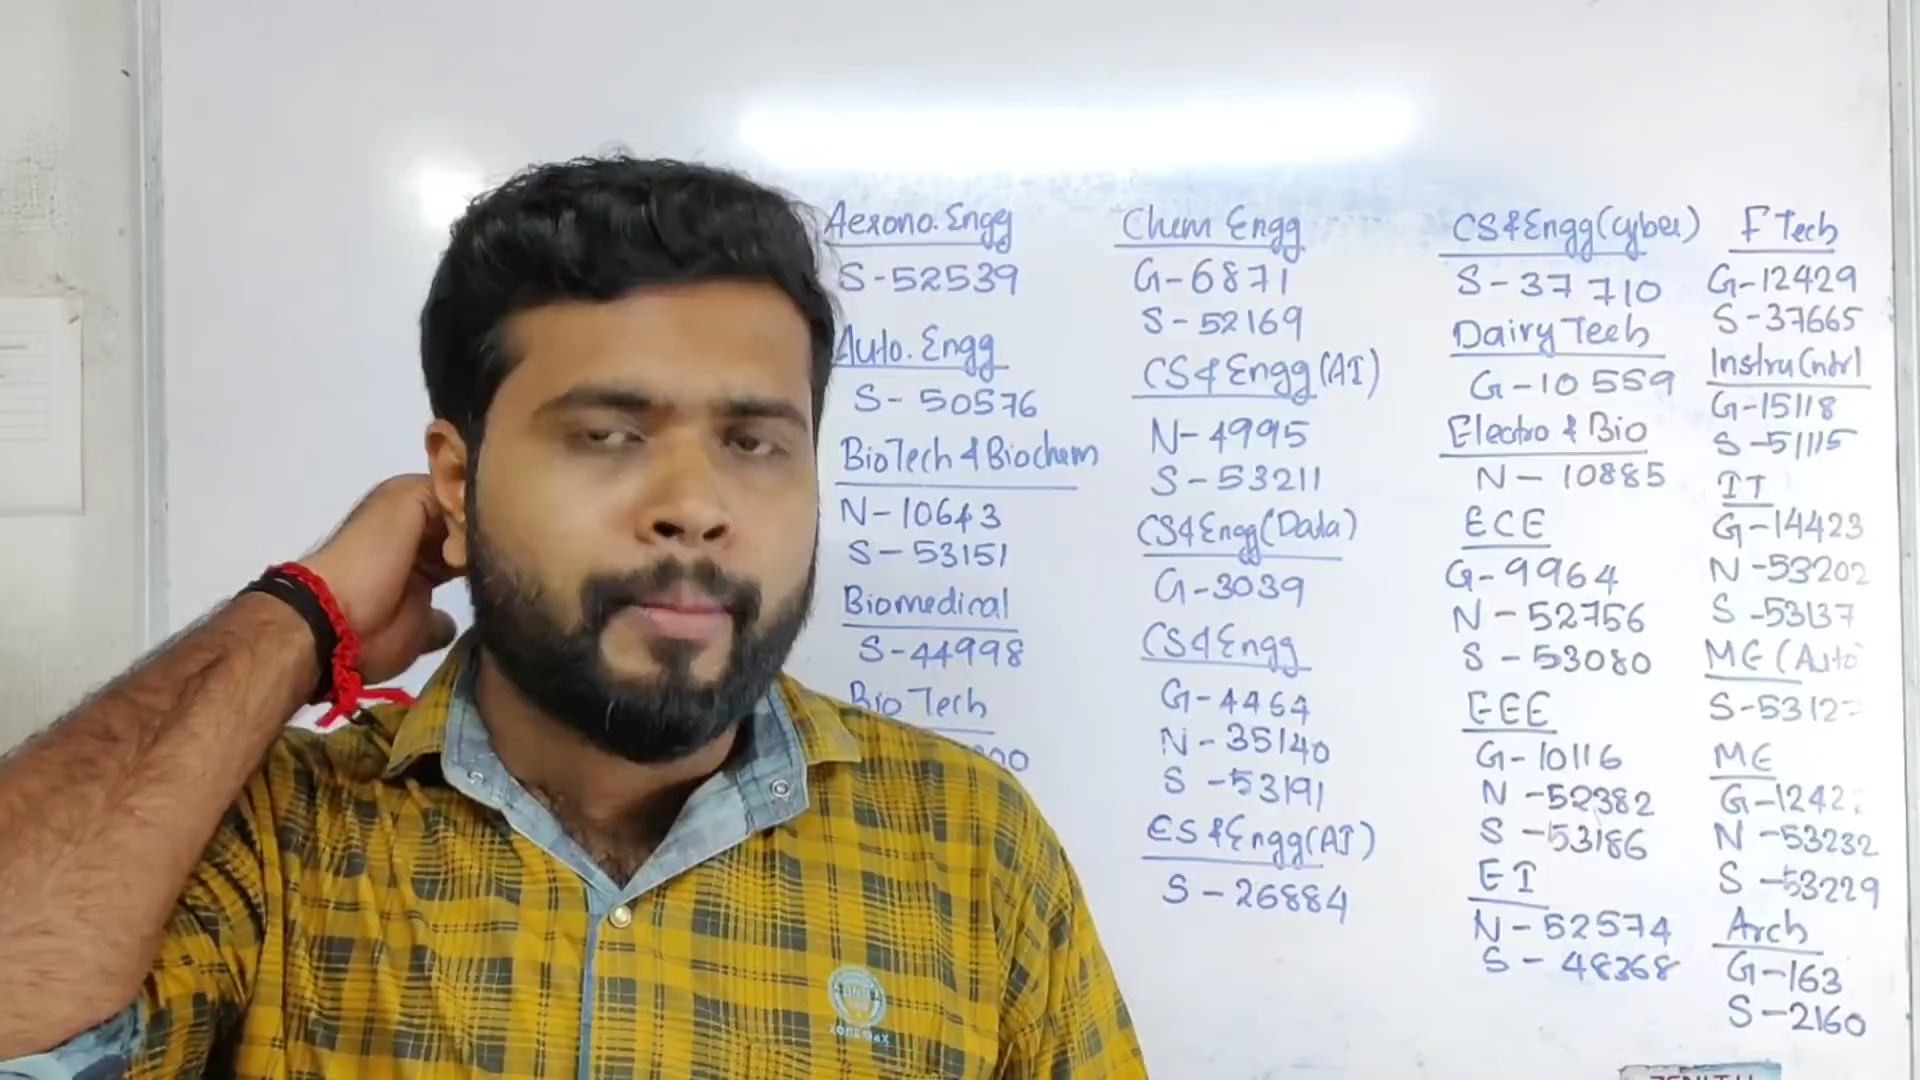 Aerono. Engg
S-52539
Auto. Engg
S-50576
BioTech & Biochem
N-10643
S-53151
Biomedical
S-44998
Bio Tech
Chem Engg
G-6871
S-52169
CS & Engg (AI)
N-4995
S-53211
CS & Engg (Data)
G-3039
CS & Engg
G-4464
N-35140
S-53191
CS & Engg (AI)
S-26884
CS & Engg (Cyber)
S-37710
Dairy Tech
G-10559
Electro & Bio
N-10885
ECE
G-9964
N-52756
S-53080
EEE
G-10116
N-52382
S-53186
EI
N-52574
S-48368
F Tech
G-12429
S-37665
Instru Cntrl
G-15118
S-51115
IT
G-14423
N-53202
S-53137
ME (Auto
S-5312
ME
G-1242
N-53232
S-53229
Arch
G-163
S-2160